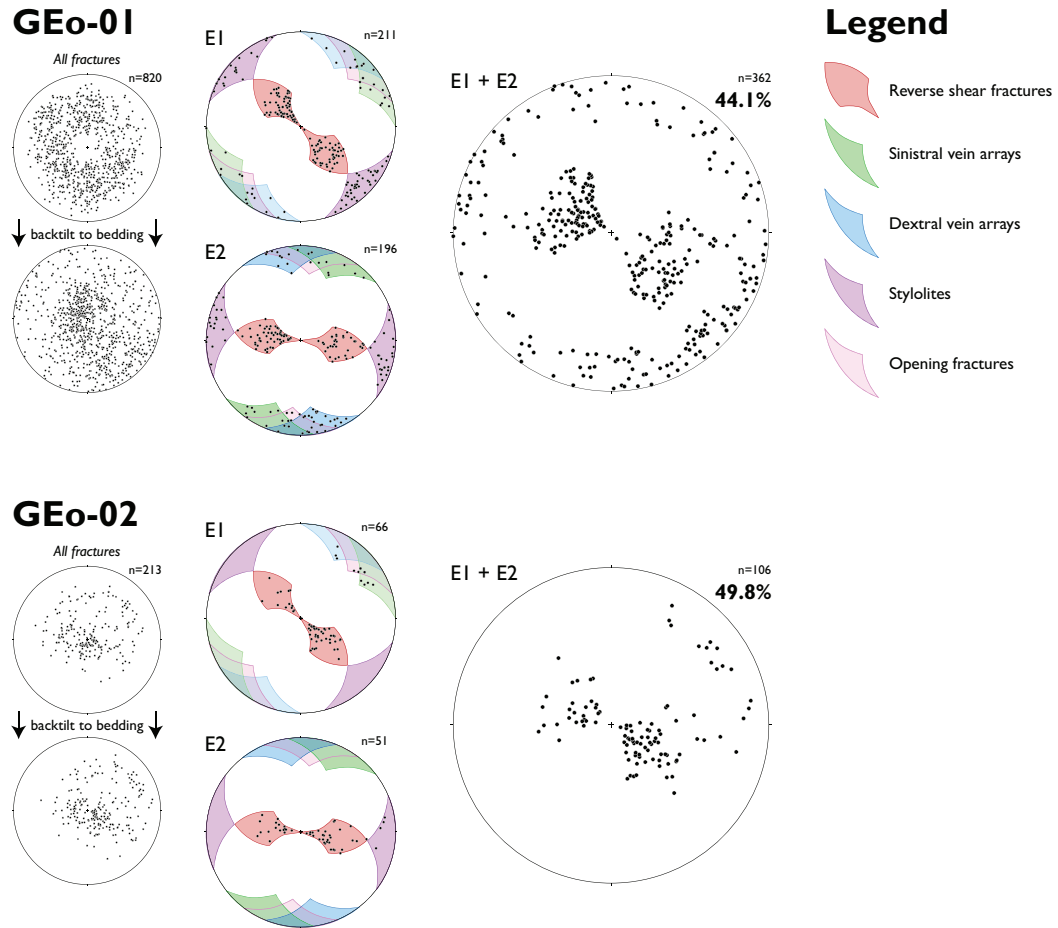 GEo-01
All fractures
n=820
backtilt to bedding
E1
n=211
E2
n=196
E1 + E2
n=362
44.1%
Legend
Reverse shear fractures
Sinistral vein arrays
Dextral vein arrays
Stylolites
Opening fractures
GEo-02
All fractures
n=213
backtilt to bedding
E1
n=66
E2
n=51
E1 + E2
n=106
49.8%